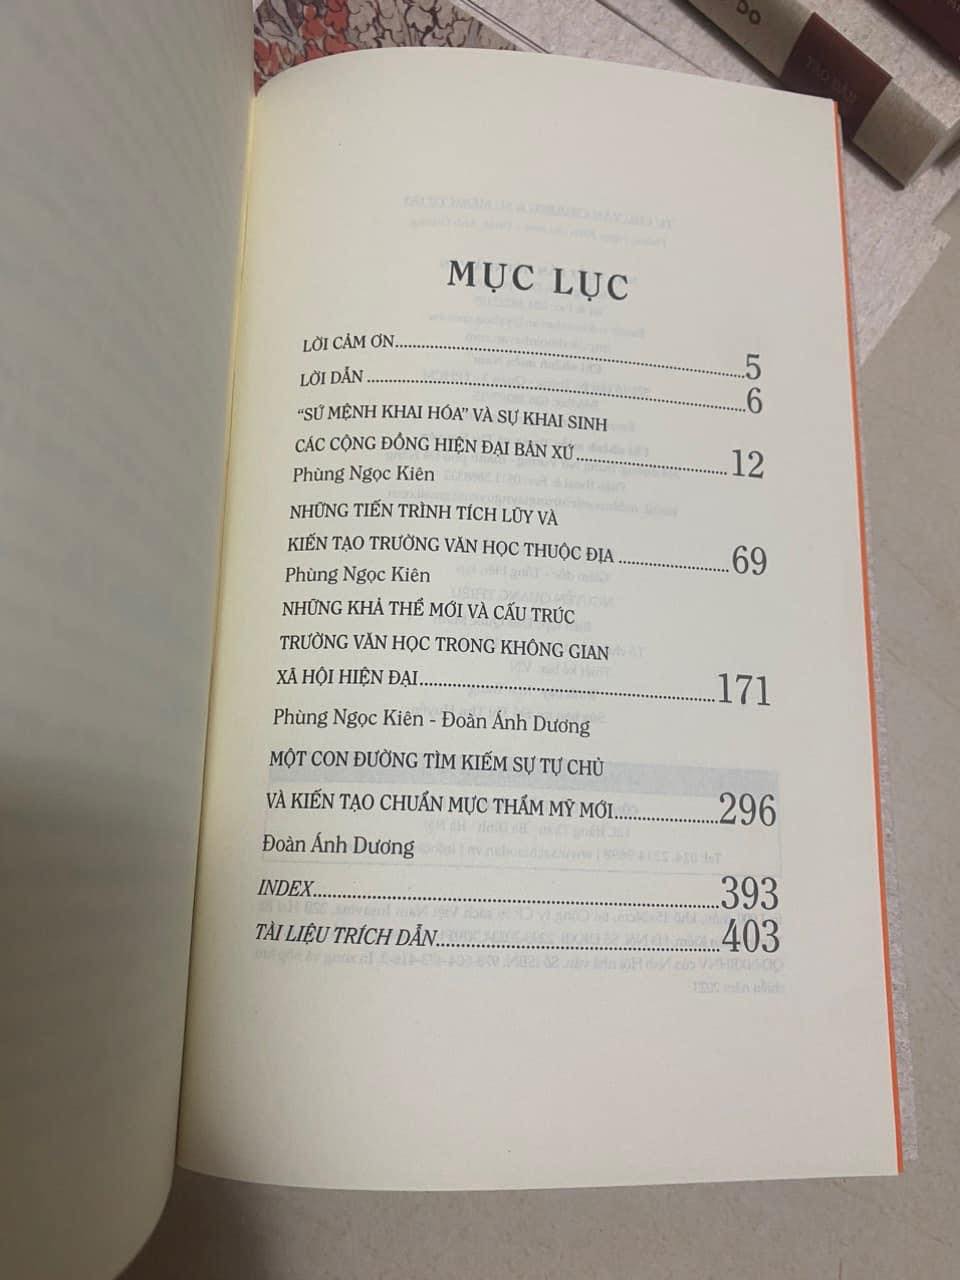 DO
TAO ĐÀN
MỤC LỤC
LỜI CẢM ƠN 5
LỜI DẪN 6
“SỨ MỆNH KHAI HÓA” VÀ SỰ KHAI SINH
CÁC CỘNG ĐỒNG HIỆN ĐẠI BẢN XỨ 12
Phùng Ngọc Kiên
NHỮNG TIẾN TRÌNH TÍCH LŨY VÀ
KIẾN TẠO TRƯỜNG VĂN HỌC THUỘC ĐỊA 69
Phùng Ngọc Kiên
NHỮNG KHẢ THỂ MỚI VÀ CẤU TRÚC
TRƯỜNG VĂN HỌC TRONG KHÔNG GIAN
XÃ HỘI HIỆN ĐẠI 171
Phùng Ngọc Kiên - Đoàn Ánh Dương
MỘT CON ĐƯỜNG TÌM KIẾM SỰ TỰ CHỦ
VÀ KIẾN TẠO CHUẨN MỰC THẨM MỸ MỚI 296
Đoàn Ánh Dương
INDEX 393
TÀI LIỆU TRÍCH DẪN 403